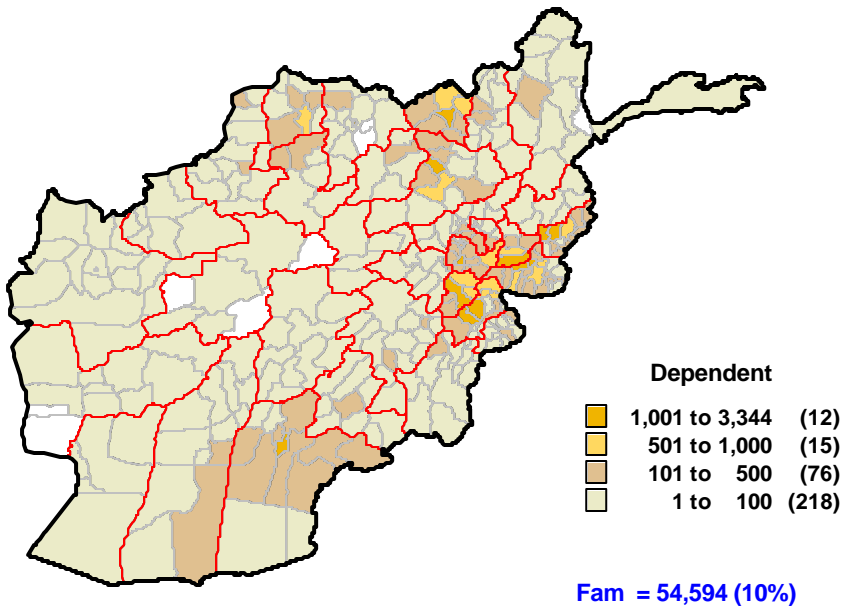 Dependent
1,001 to 3,344 (12)
501 to 1,000 (15)
101 to 500 (76)
1 to 100 (218)
Fam = 54,594 (10%)